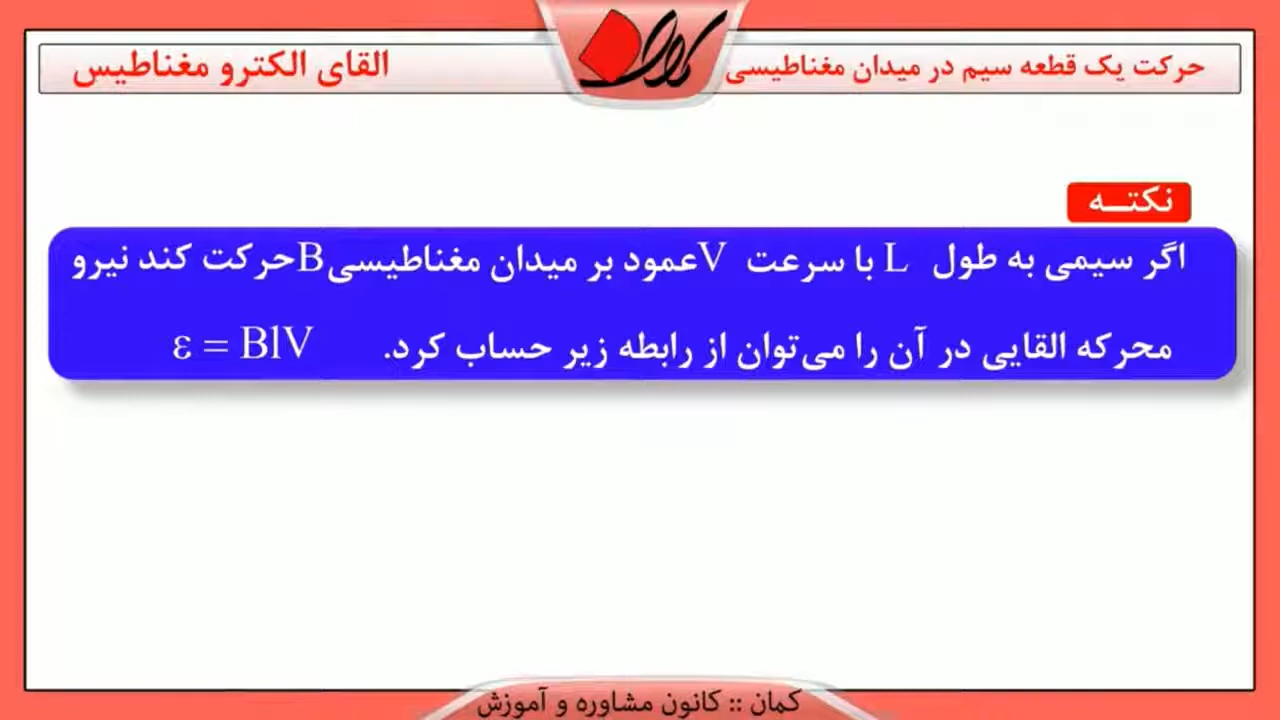 حرکت یک قطعه سیم در میدان مغناطیسی
کمان
القای الکترو مغناطیس
نکتــه
اگر سیمی به طول L با سرعت V عمود بر میدان مغناطیسی B حرکت کند نیرو
محرکه القایی در آن را می‌توان از رابطه زیر حساب کرد. ε = BlV
کمان :: کانون مشاوره و آموزش